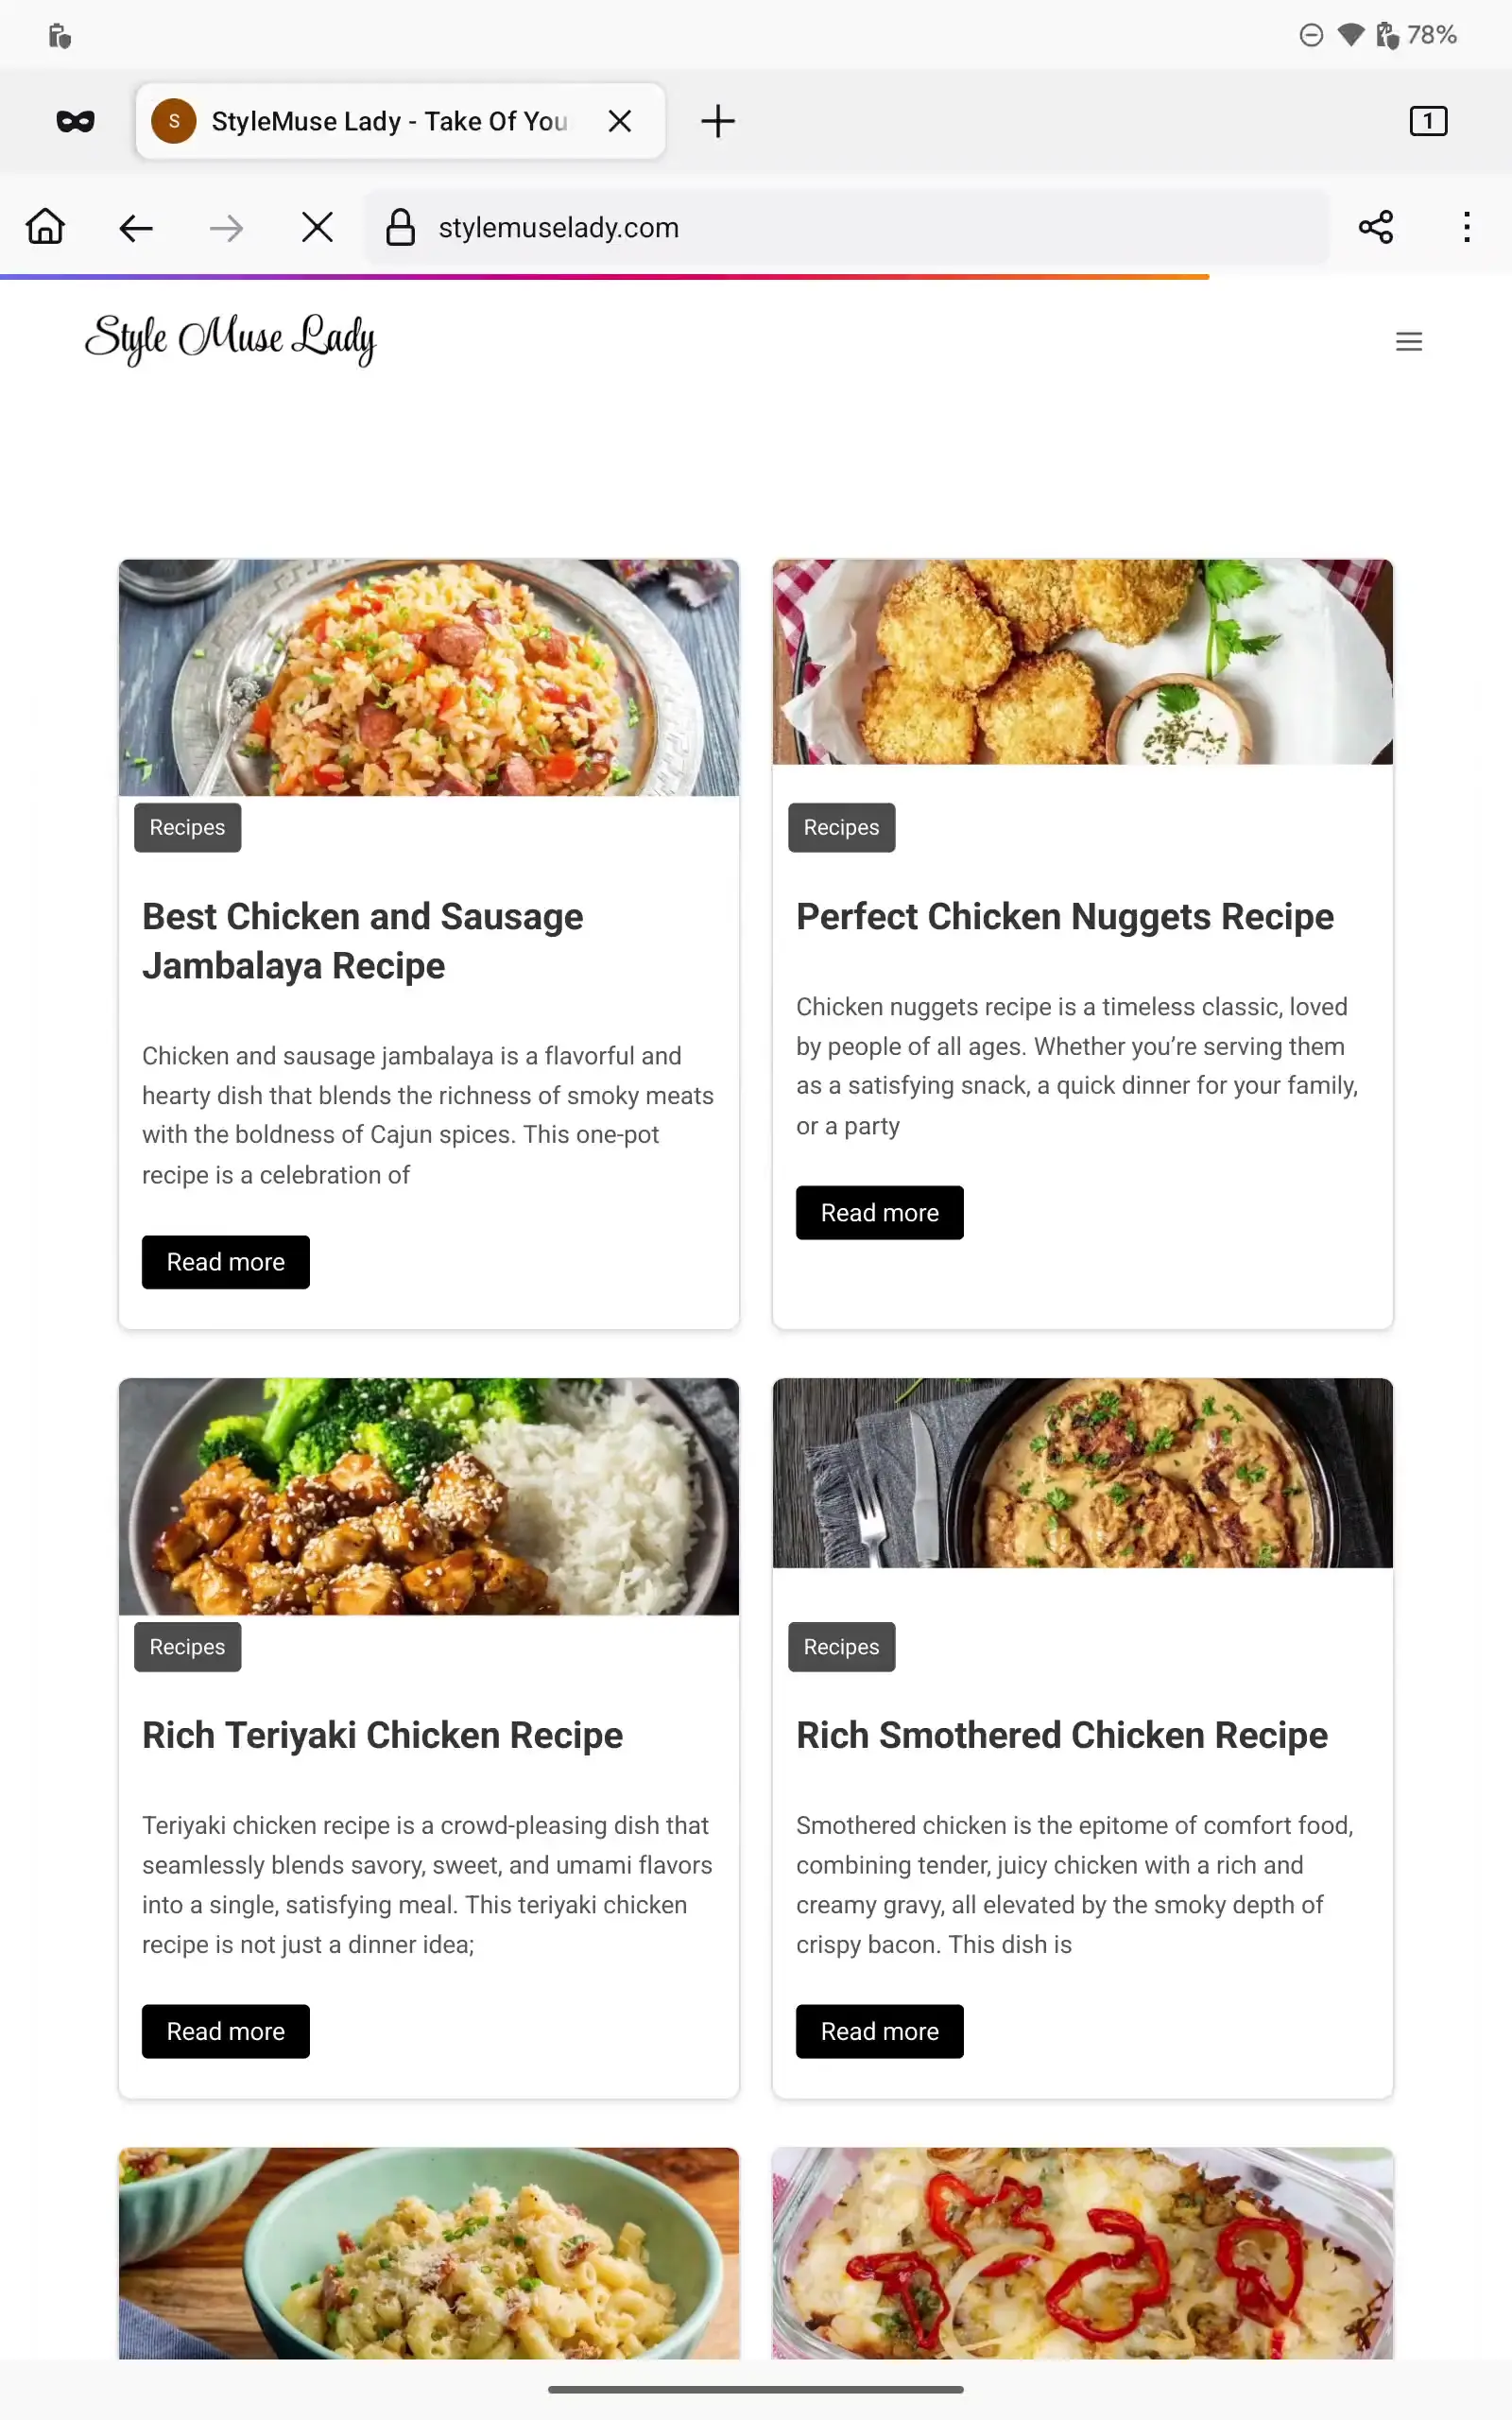 78%
S
StyleMuse Lady - Take Of You
1
stylemuselady.com
Style Muse Lady
Recipes
Best Chicken and Sausage
Jambalaya Recipe
Chicken and sausage jambalaya is a flavorful and
hearty dish that blends the richness of smoky meats
with the boldness of Cajun spices. This one-pot
recipe is a celebration of
Read more
Recipes
Perfect Chicken Nuggets Recipe
Chicken nuggets recipe is a timeless classic, loved
by people of all ages. Whether you’re serving them
as a satisfying snack, a quick dinner for your family,
or a party
Read more
Recipes
Rich Teriyaki Chicken Recipe
Teriyaki chicken recipe is a crowd-pleasing dish that
seamlessly blends savory, sweet, and umami flavors
into a single, satisfying meal. This teriyaki chicken
recipe is not just a dinner idea;
Read more
Recipes
Rich Smothered Chicken Recipe
Smothered chicken is the epitome of comfort food,
combining tender, juicy chicken with a rich and
creamy gravy, all elevated by the smoky depth of
crispy bacon. This dish is
Read more